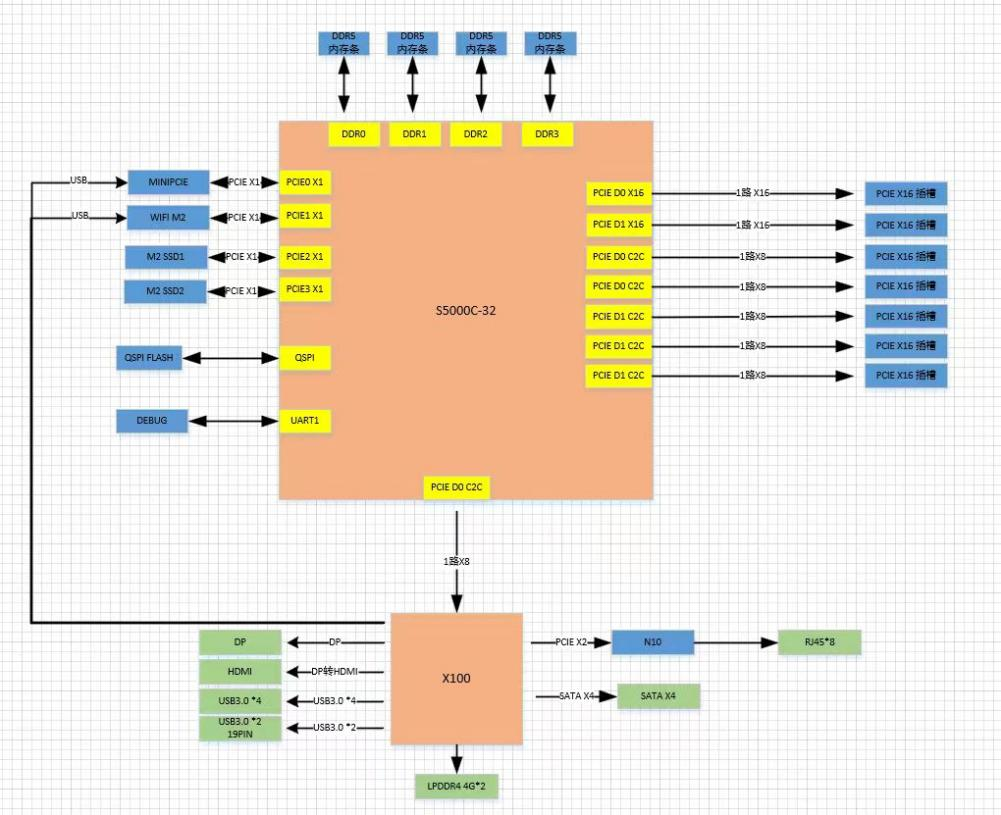 DDR5
内存条
DDR5
内存条
DDR5
内存条
DDR5
内存条
DDR0
DDR1
DDR2
DDR3
USB
MINIPCIE
PCIE X1
PCIE0 X1
USB
WIFI M2
PCIE X1
PCIE1 X1
M2 SSD1
PCIE X1
PCIE2 X1
M2 SSD2
PCIE X1
PCIE3 X1
QSPI FLASH
QSPI
DEBUG
UART1
S5000C-32
PCIE D0 X16
1路 X16
PCIE X16 插槽
PCIE D1 X16
1路 X16
PCIE X16 插槽
PCIE D0 C2C
1路X8
PCIE X16 插槽
PCIE D0 C2C
1路X8
PCIE X16 插槽
PCIE D1 C2C
1路X8
PCIE X16 插槽
PCIE D1 C2C
1路X8
PCIE X16 插槽
PCIE D1 C2C
1路X8
PCIE X16 插槽
PCIE D0 C2C
1路X8
X100
DP
DP
HDMI
DP转HDMI
USB3.0 *4
USB3.0 *4
USB3.0 *2
19PIN
USB3.0 *2
PCIE X2
N10
RJ45*8
SATA X4
SATA X4
LPDDR4 4G*2